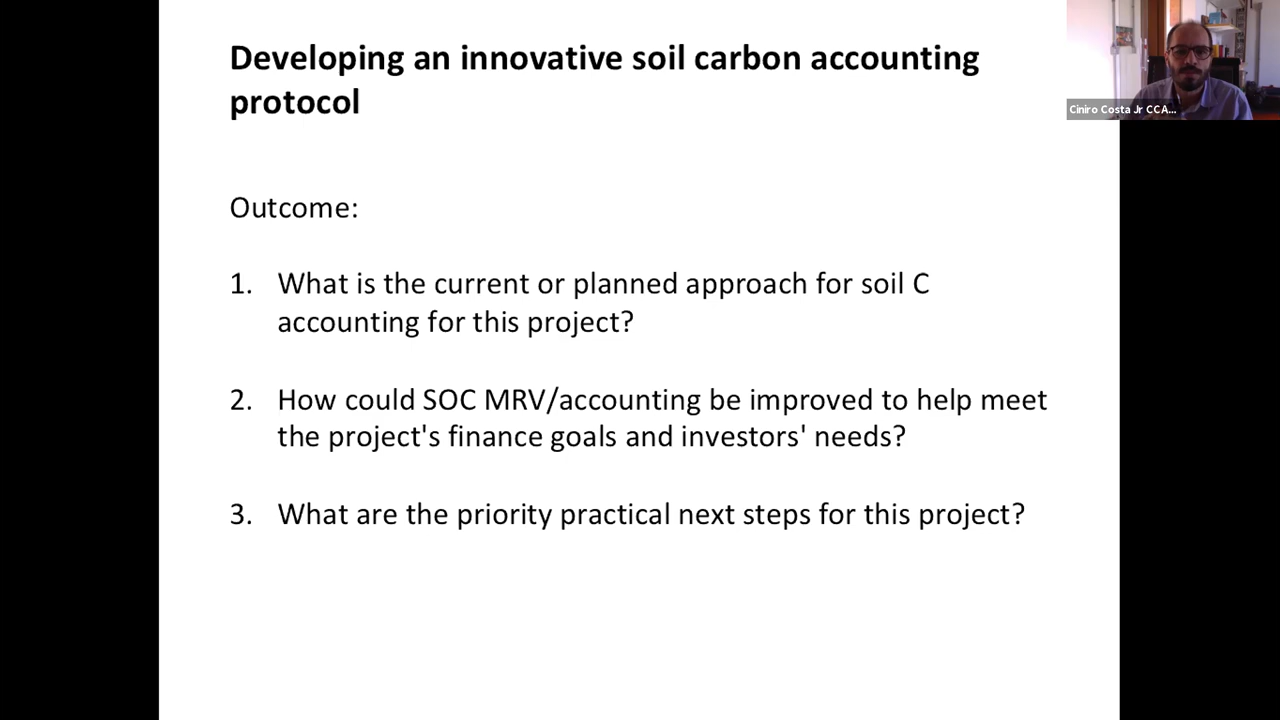 Developing an innovative soil carbon accounting
protocol
Ciniro Costa Jr CCA...
Outcome:
1. What is the current or planned approach for soil C
accounting for this project?
2. How could SOC MRV/accounting be improved to help meet
the project's finance goals and investors' needs?
3. What are the priority practical next steps for this project?